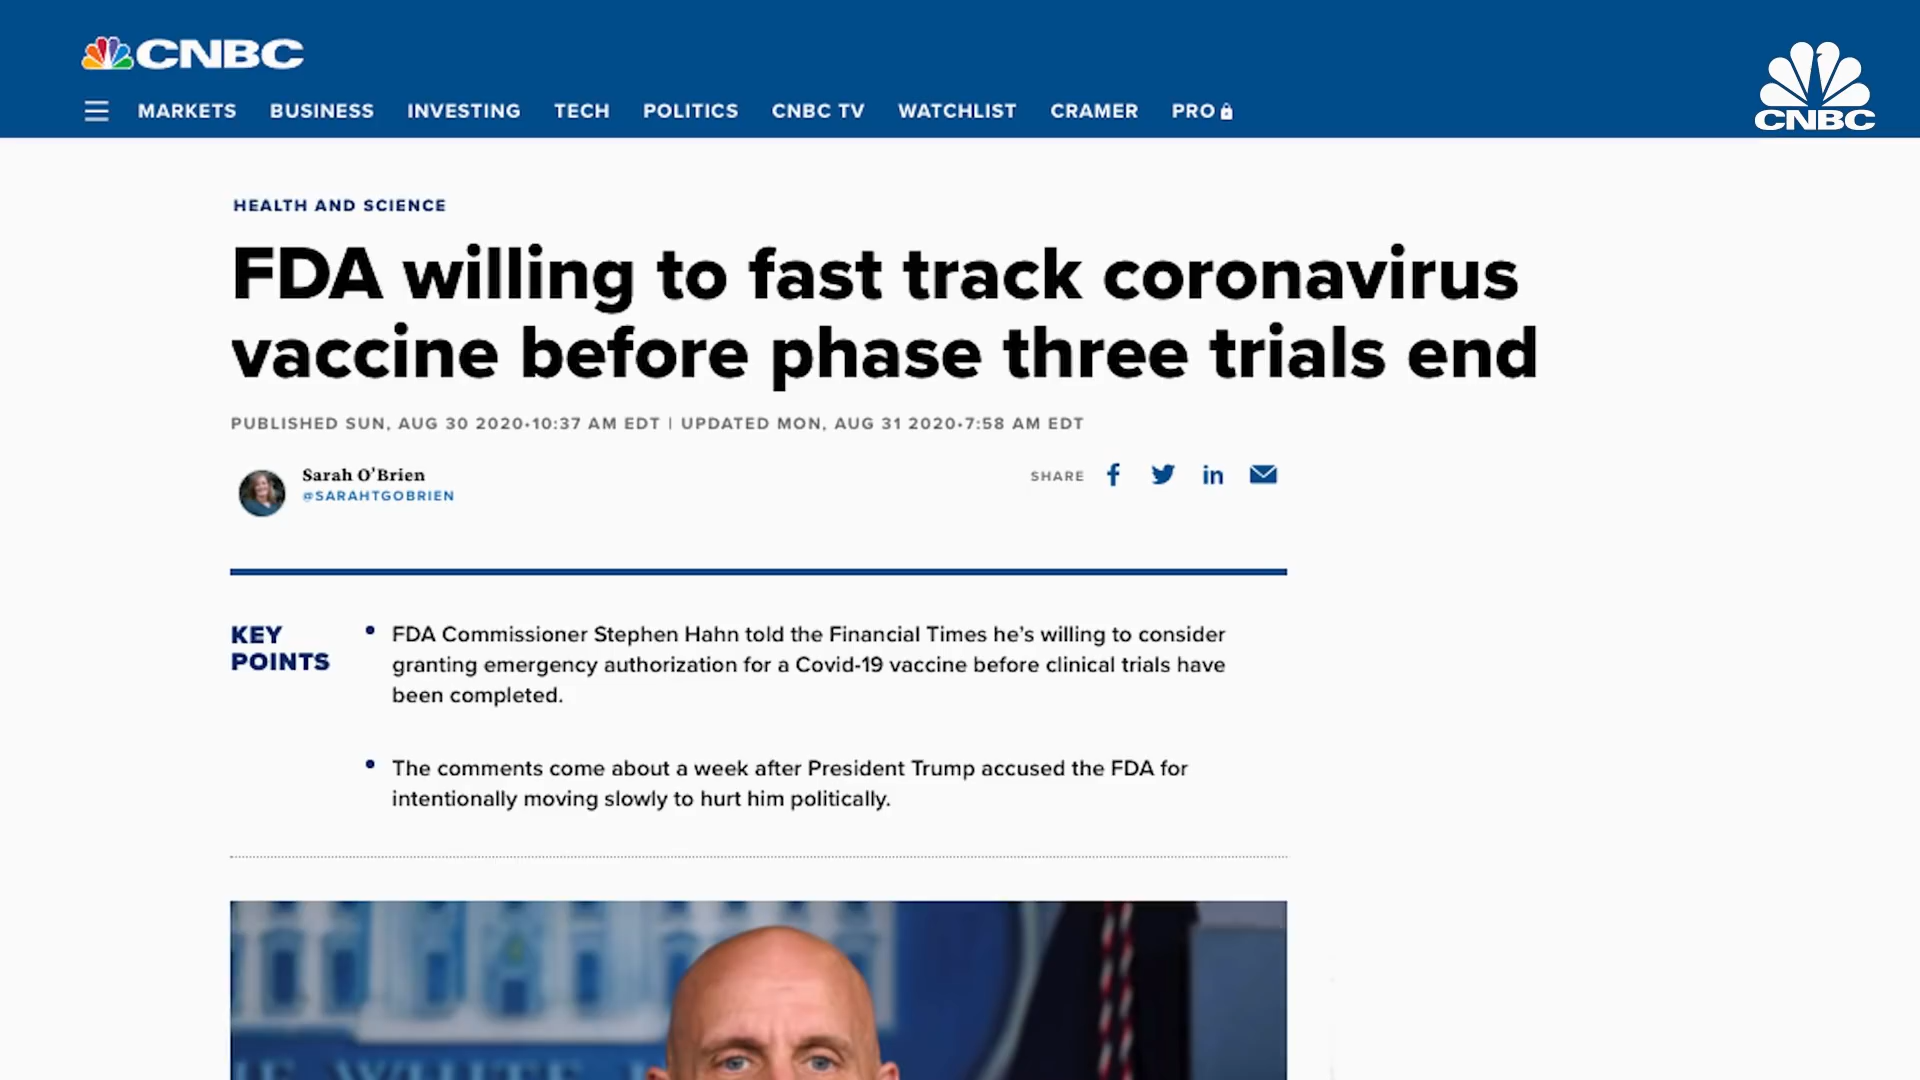 CNBC
MARKETS BUSINESS INVESTING TECH POLITICS CNBC TV WATCHLIST CRAMER PRO
CNBC
HEALTH AND SCIENCE
FDA willing to fast track coronavirus
vaccine before phase three trials end
PUBLISHED SUN, AUG 30 2020•10:37 AM EDT | UPDATED MON, AUG 31 2020•7:58 AM EDT
Sarah O’Brien
@SARAHTGOBRIEN
SHARE
KEY
POINTS
• FDA Commissioner Stephen Hahn told the Financial Times he’s willing to consider
granting emergency authorization for a Covid-19 vaccine before clinical trials have
been completed.
• The comments come about a week after President Trump accused the FDA for
intentionally moving slowly to hurt him politically.
WHITE